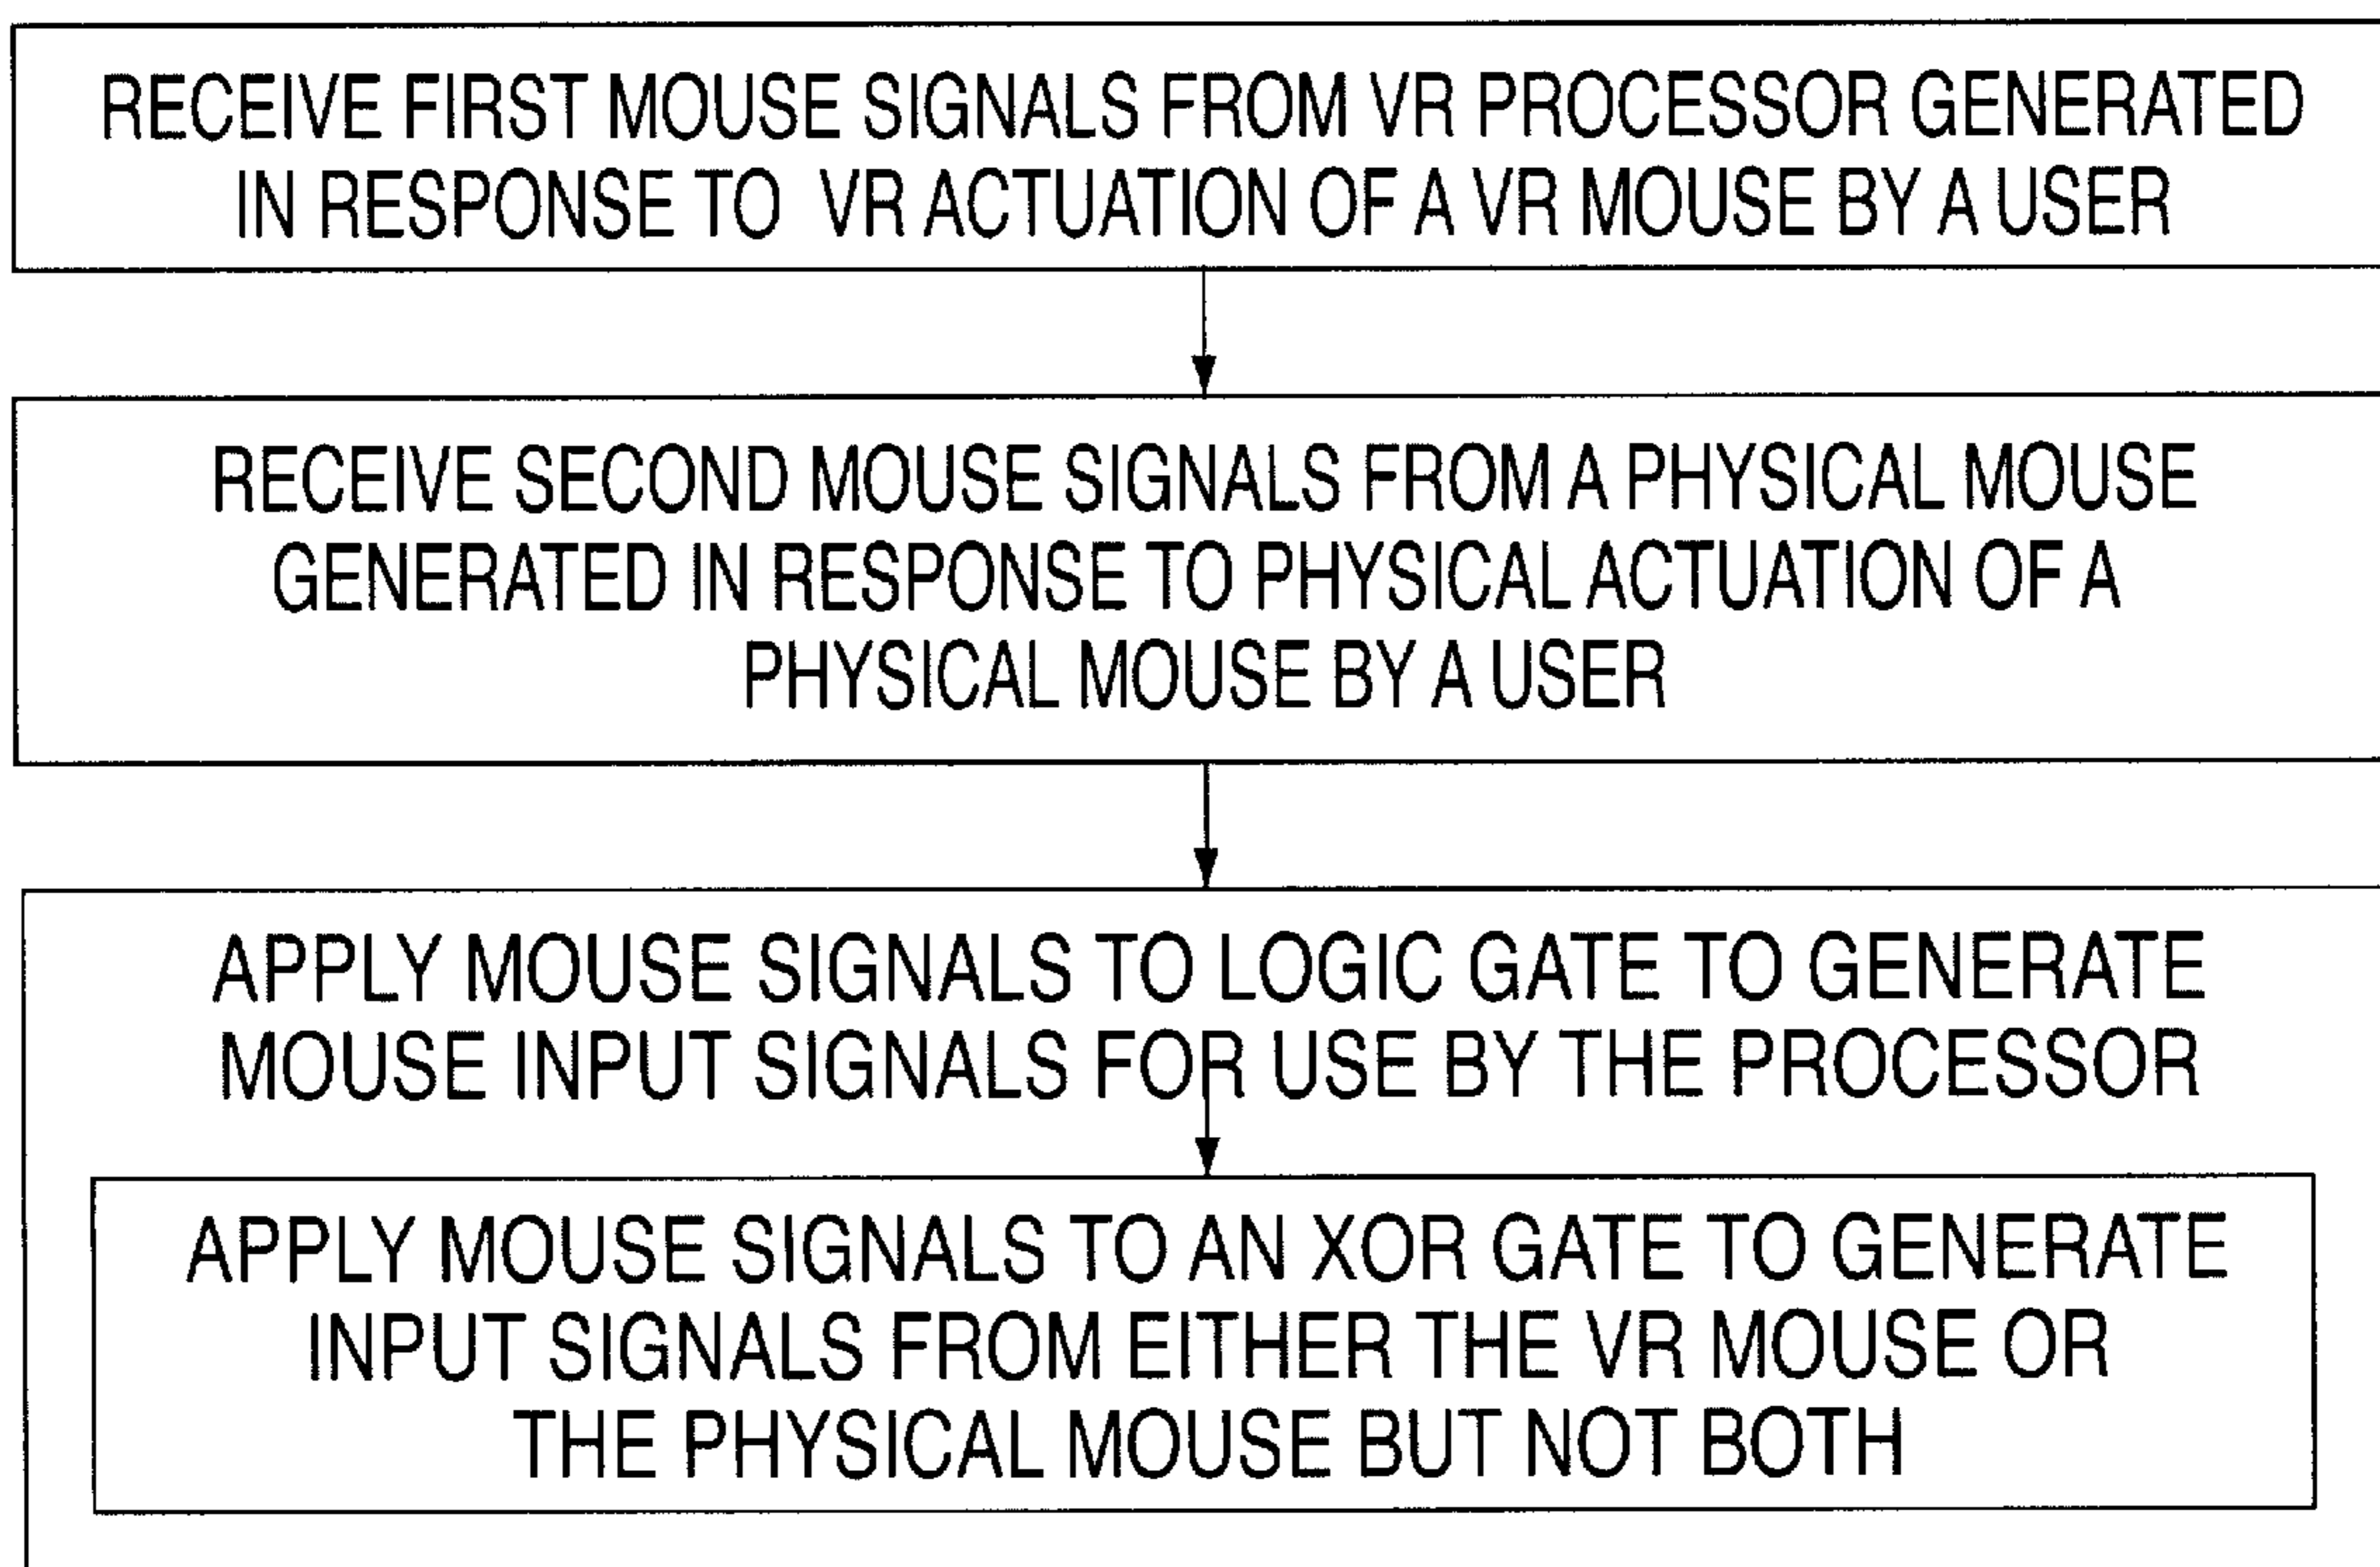 RECEIVE FIRST MOUSE SIGNALS FROM VR PROCESSOR GENERATED
IN RESPONSE TO VR ACTUATION OF A VR MOUSE BY A USER
RECEIVE SECOND MOUSE SIGNALS FROM A PHYSICAL MOUSE
GENERATED IN RESPONSE TO PHYSICAL ACTUATION OF A
PHYSICAL MOUSE BY A USER
APPLY MOUSE SIGNALS TO LOGIC GATE TO GENERATE
MOUSE INPUT SIGNALS FOR USE BY THE PROCESSOR
APPLY MOUSE SIGNALS TO AN XOR GATE TO GENERATE
INPUT SIGNALS FROM EITHER THE VR MOUSE OR
THE PHYSICAL MOUSE BUT NOT BOTH